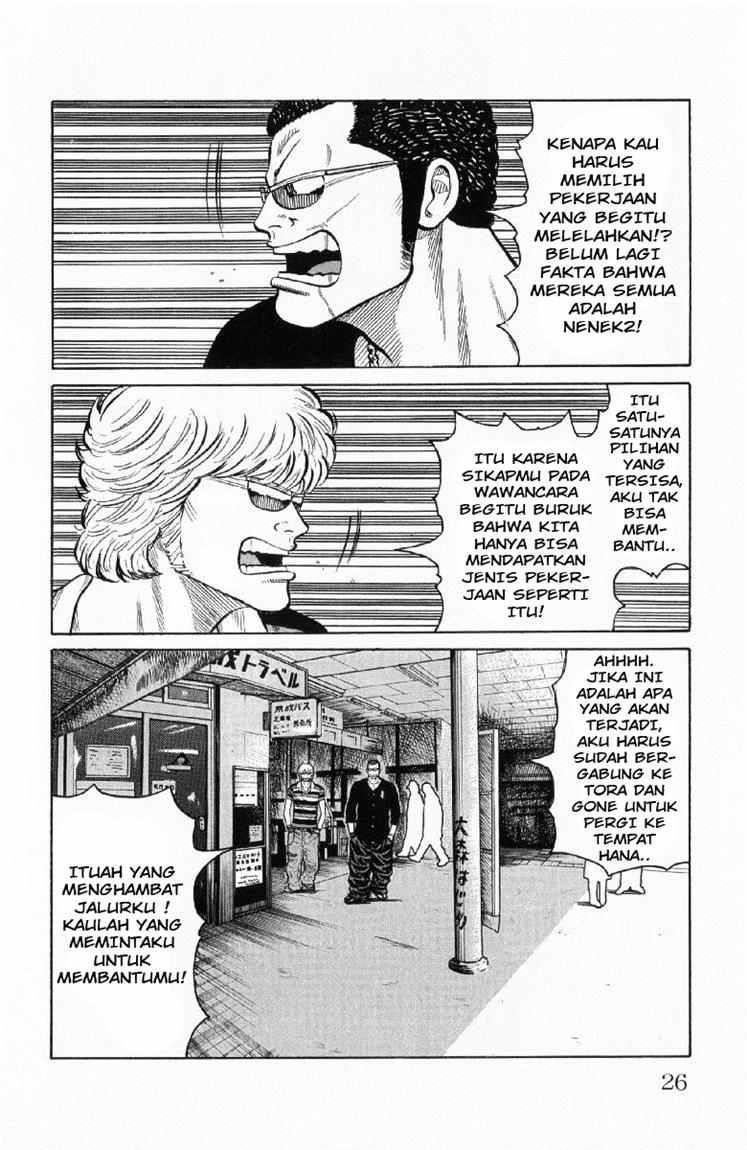 KENAPA KAU
HARUS
MEMILIH
PEKERJAAN
YANG BEGITU
MELELAHKAN!?
BELUM LAGI
FAKTA BAHWA
MEREKA SEMUA
ADALAH
NENEK2!
ITU
SATU-
SATUNYA
PILIHAN
YANG
TERSISA,
AKU TAK
BISA
MEM-
BANTU..
ITU KARENA
SIKAPMU PADA
WAWANCARA
BEGITU BURUK
BAHWA KITA
HANYA BISA
MENDAPATKAN
JENIS PEKER-
JAAN SEPERTI
ITU!
AHHHH.
JIKA INI
ADALAH APA
YANG AKAN
TERJADI,
AKU HARUS
SUDAH BER-
GABUNG KE
TORA DAN
GONE UNTUK
PERGI KE
TEMPAT
HANA..
トラベル
バス
ITUAH YANG
MENGHAMBAT
JALURKU !
KAULAH YANG
MEMINTAKU
UNTUK
MEMBANTUMU!
26